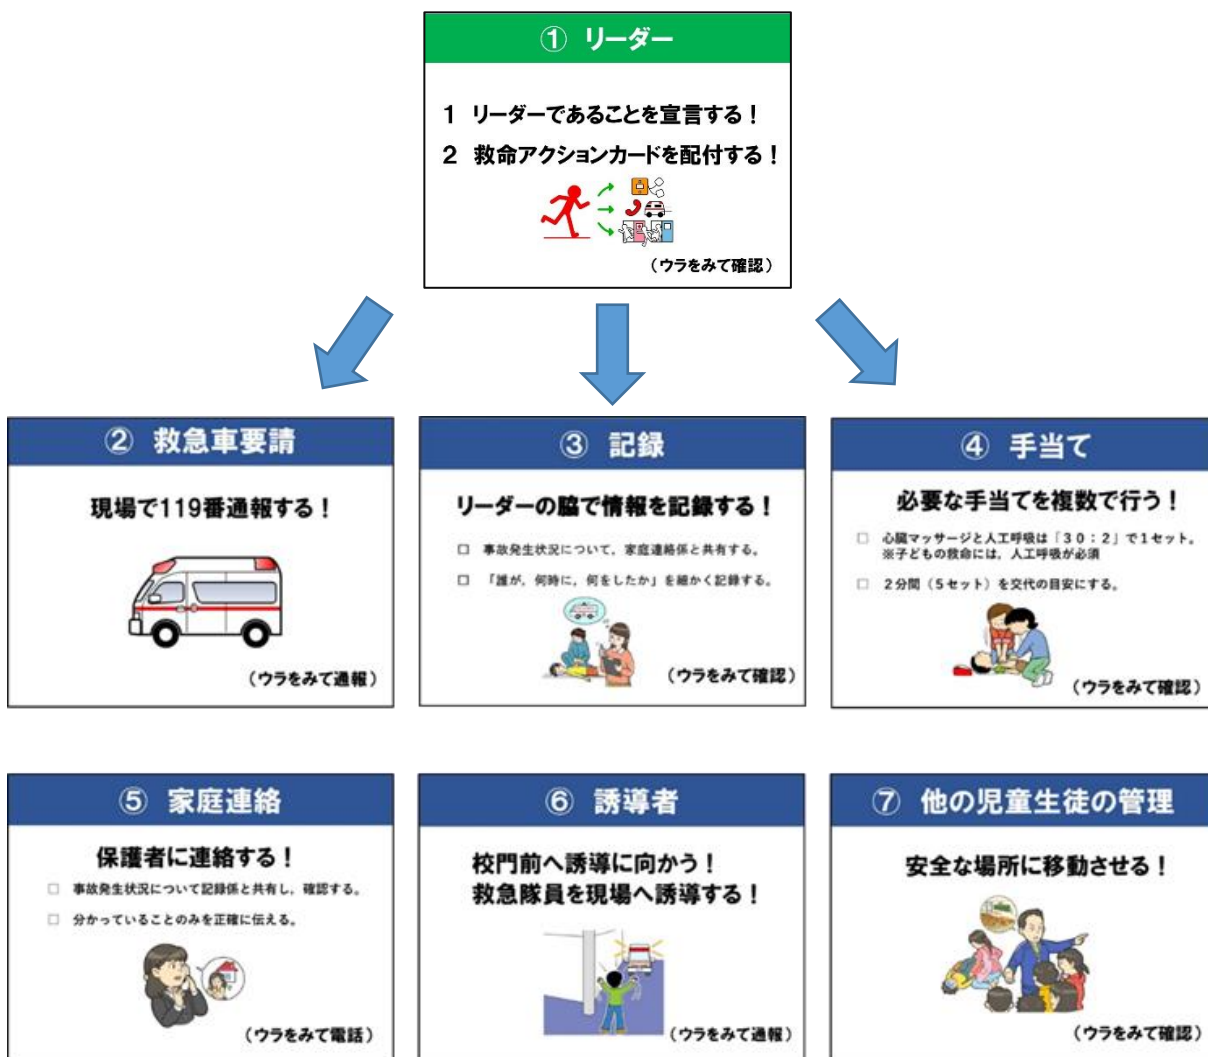 ① リーダー
1 リーダーであることを宣言する！
2 救命アクションカードを配付する！
（ウラをみて確認）
② 救急車要請
現場で119番通報する！
（ウラをみて通報）
③ 記録
リーダーの脇で情報を記録する！
□ 事故発生状況について，家庭連絡係と共有する。
□ 「誰が，何時に，何をしたか」を細かく記録する。
（ウラをみて確認）
④ 手当て
必要な手当てを複数で行う！
□ 心臓マッサージと人工呼吸は「３０：２」で１セット。
※子どもの救命には，人工呼吸が必須
□ ２分間（５セット）を交代の目安にする。
（ウラをみて確認）
⑤ 家庭連絡
保護者に連絡する！
□ 事故発生状況について記録係と共有し，確認する。
□ 分かっていることのみを正確に伝える。
（ウラをみて電話）
⑥ 誘導者
校門前へ誘導に向かう！
救急隊員を現場へ誘導する！
（ウラをみて通報）
⑦ 他の児童生徒の管理
安全な場所に移動させる！
（ウラをみて確認）